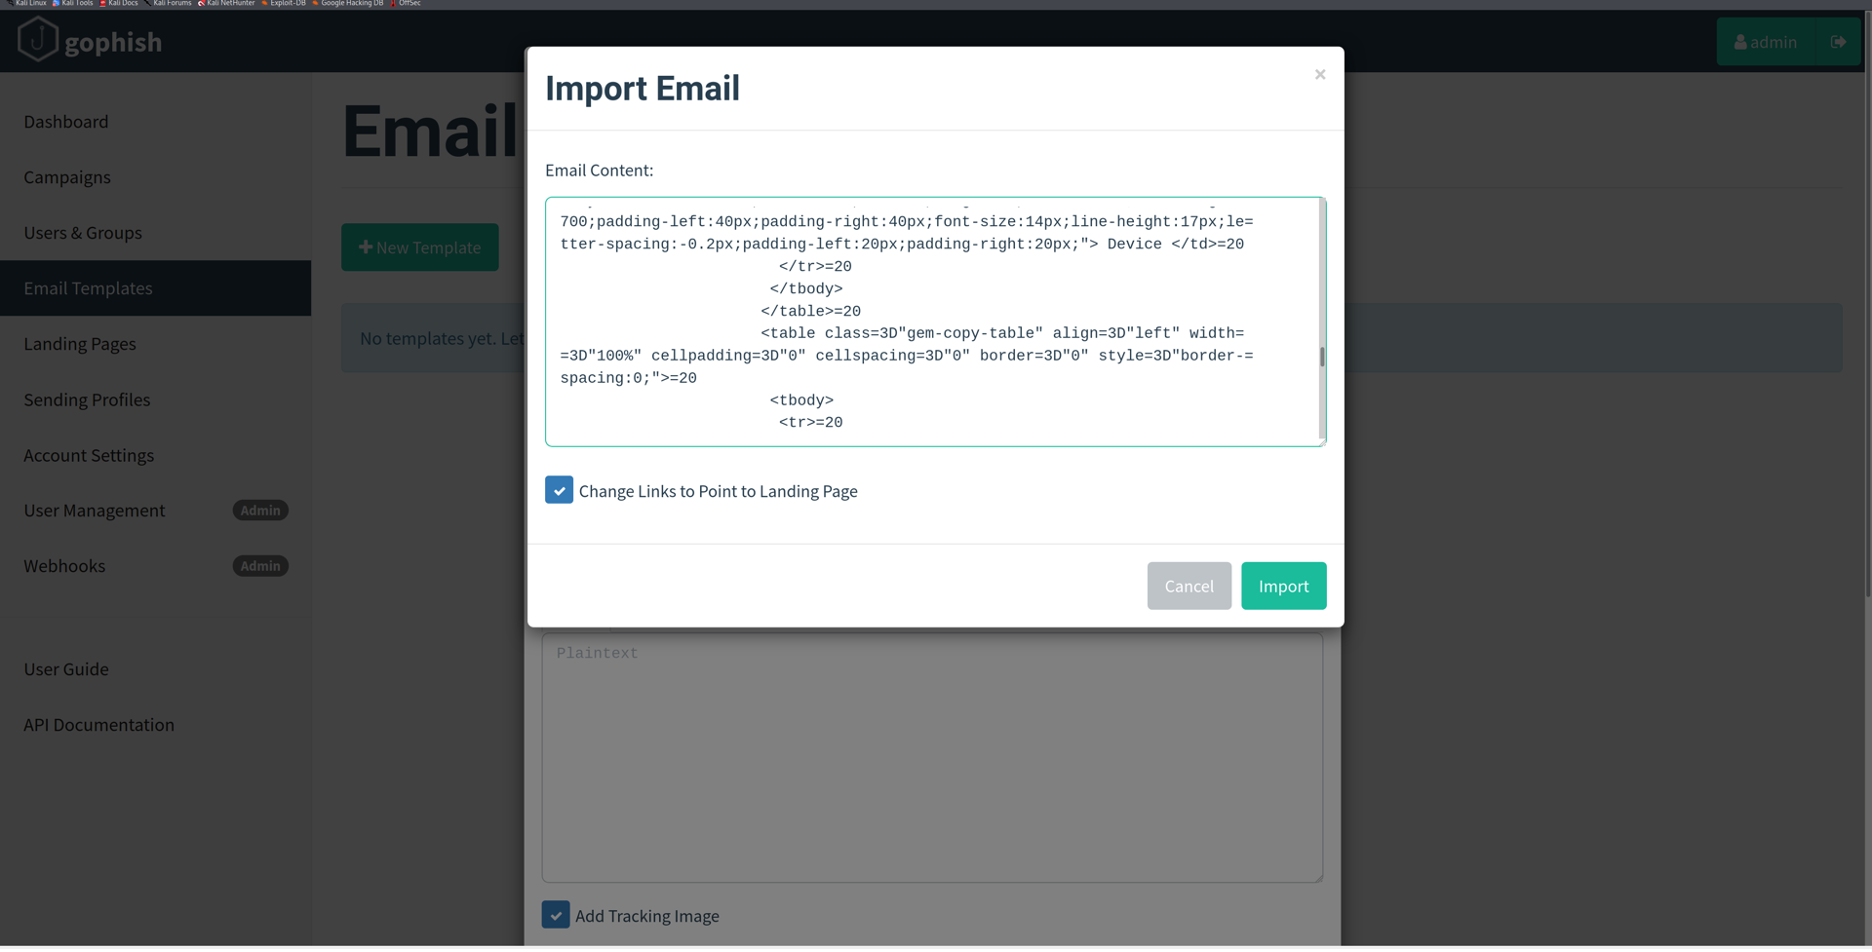 Kali Linux Kali Tools Kali Docs Kali Forums Kali NetHunter Exploit-DB Google Hacking DB OffSec
gophish
admin
Dashboard
Campaigns
Users & Groups
Email Templates
Landing Pages
Sending Profiles
Account Settings
User Management Admin
Webhooks Admin
User Guide
API Documentation
Email
New Template
No templates yet. Let
Import Email
×
Email Content:
700;padding-left:40px;padding-right:40px;font-size:14px;line-height:17px;le=
tter-spacing:-0.2px;padding-left:20px;padding-right:20px;"> Device </td>=20
</tr>=20
</tbody>
</table>=20
<table class=3D"gem-copy-table" align=3D"left" width=
=3D"100%" cellpadding=3D"0" cellspacing=3D"0" border=3D"0" style=3D"border-=
spacing:0;">=20
<tbody>
<tr>=20
Change Links to Point to Landing Page
Cancel
Import
Plaintext
Add Tracking Image